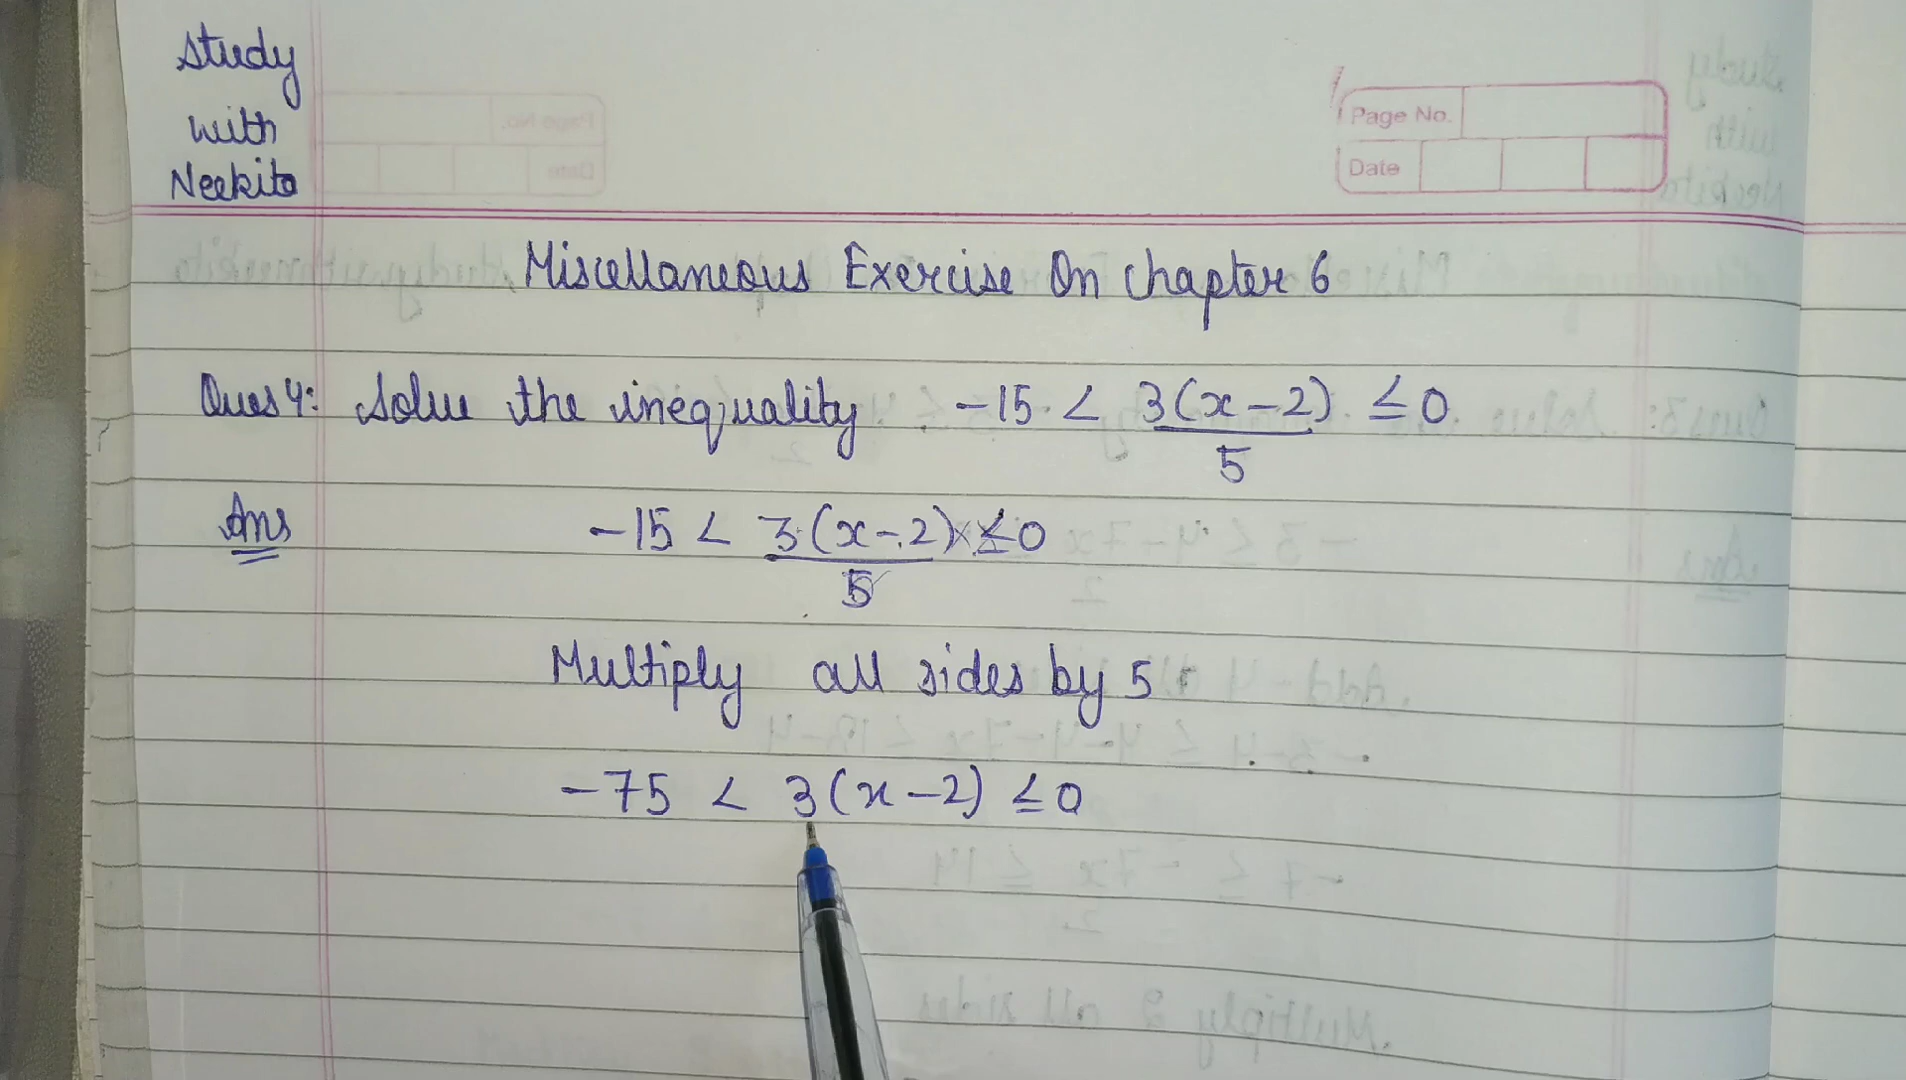 Study
with
Neekita
Page No.
Date
Miscellaneous Exercise On Chapter 6
Ques 4: Solve the inequality -15 < 3(x-2)/5 ≤ 0
Ans
-15 < 3(x-2)/5 ≤ 0
Multiply all sides by 5
-75 < 3(x-2) ≤ 0